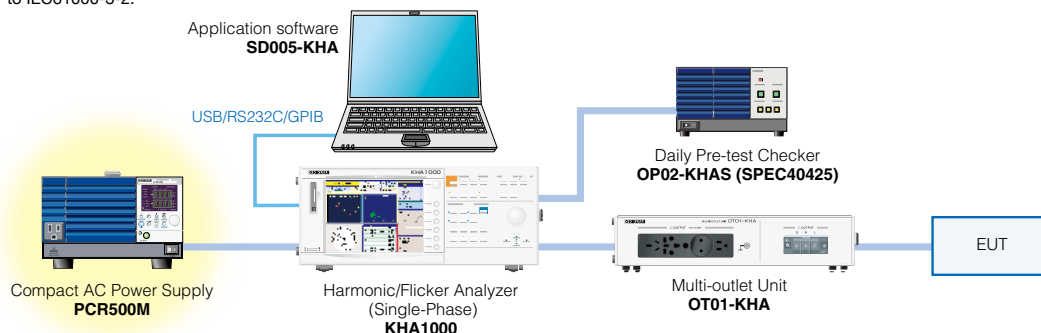 to IEC61000-3-2.
Application software
SD005-KHA
USB/RS232C/GPIB
KHA1000
Daily Pre-test Checker
OP02-KHAS (SPEC40425)
OT01-KHA
EUT
Compact AC Power Supply
PCR500M
Harmonic/Flicker Analyzer
(Single-Phase)
KHA1000
Multi-outlet Unit
OT01-KHA